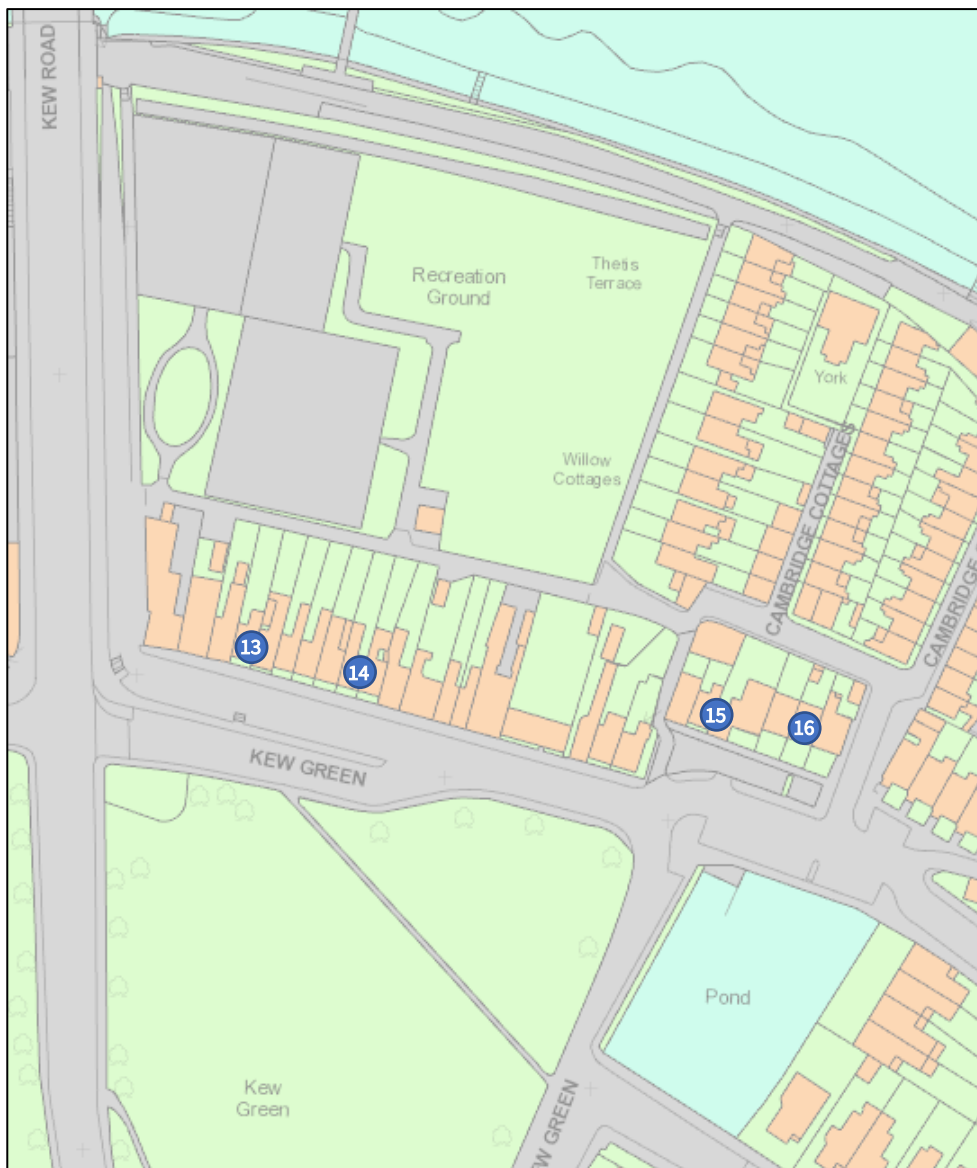 KEW ROAD
Recreation
Ground
Thetis
Terrace
York
Willow
Cottages
CAMBRIDGE COTTAGES
CAMBRIDGE
13
14
15
16
KEW GREEN
Pond
Kew
Green
W GREEN